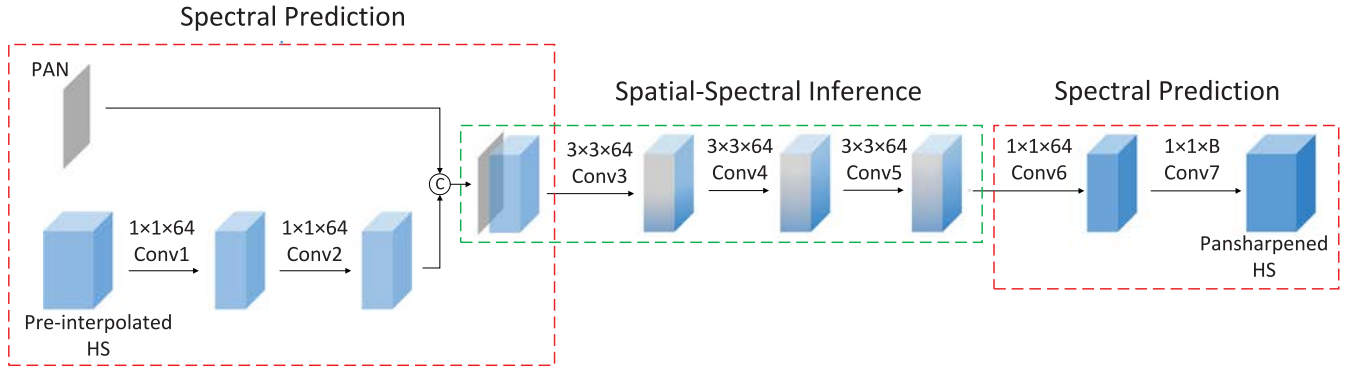 Spectral Prediction
PAN
Pre-interpolated
HS
1×1×64
Conv1
1×1×64
Conv2
C
Spatial-Spectral Inference
3×3×64
Conv3
3×3×64
Conv4
3×3×64
Conv5
Spectral Prediction
1×1×64
Conv6
1×1×B
Conv7
Pansharpened
HS